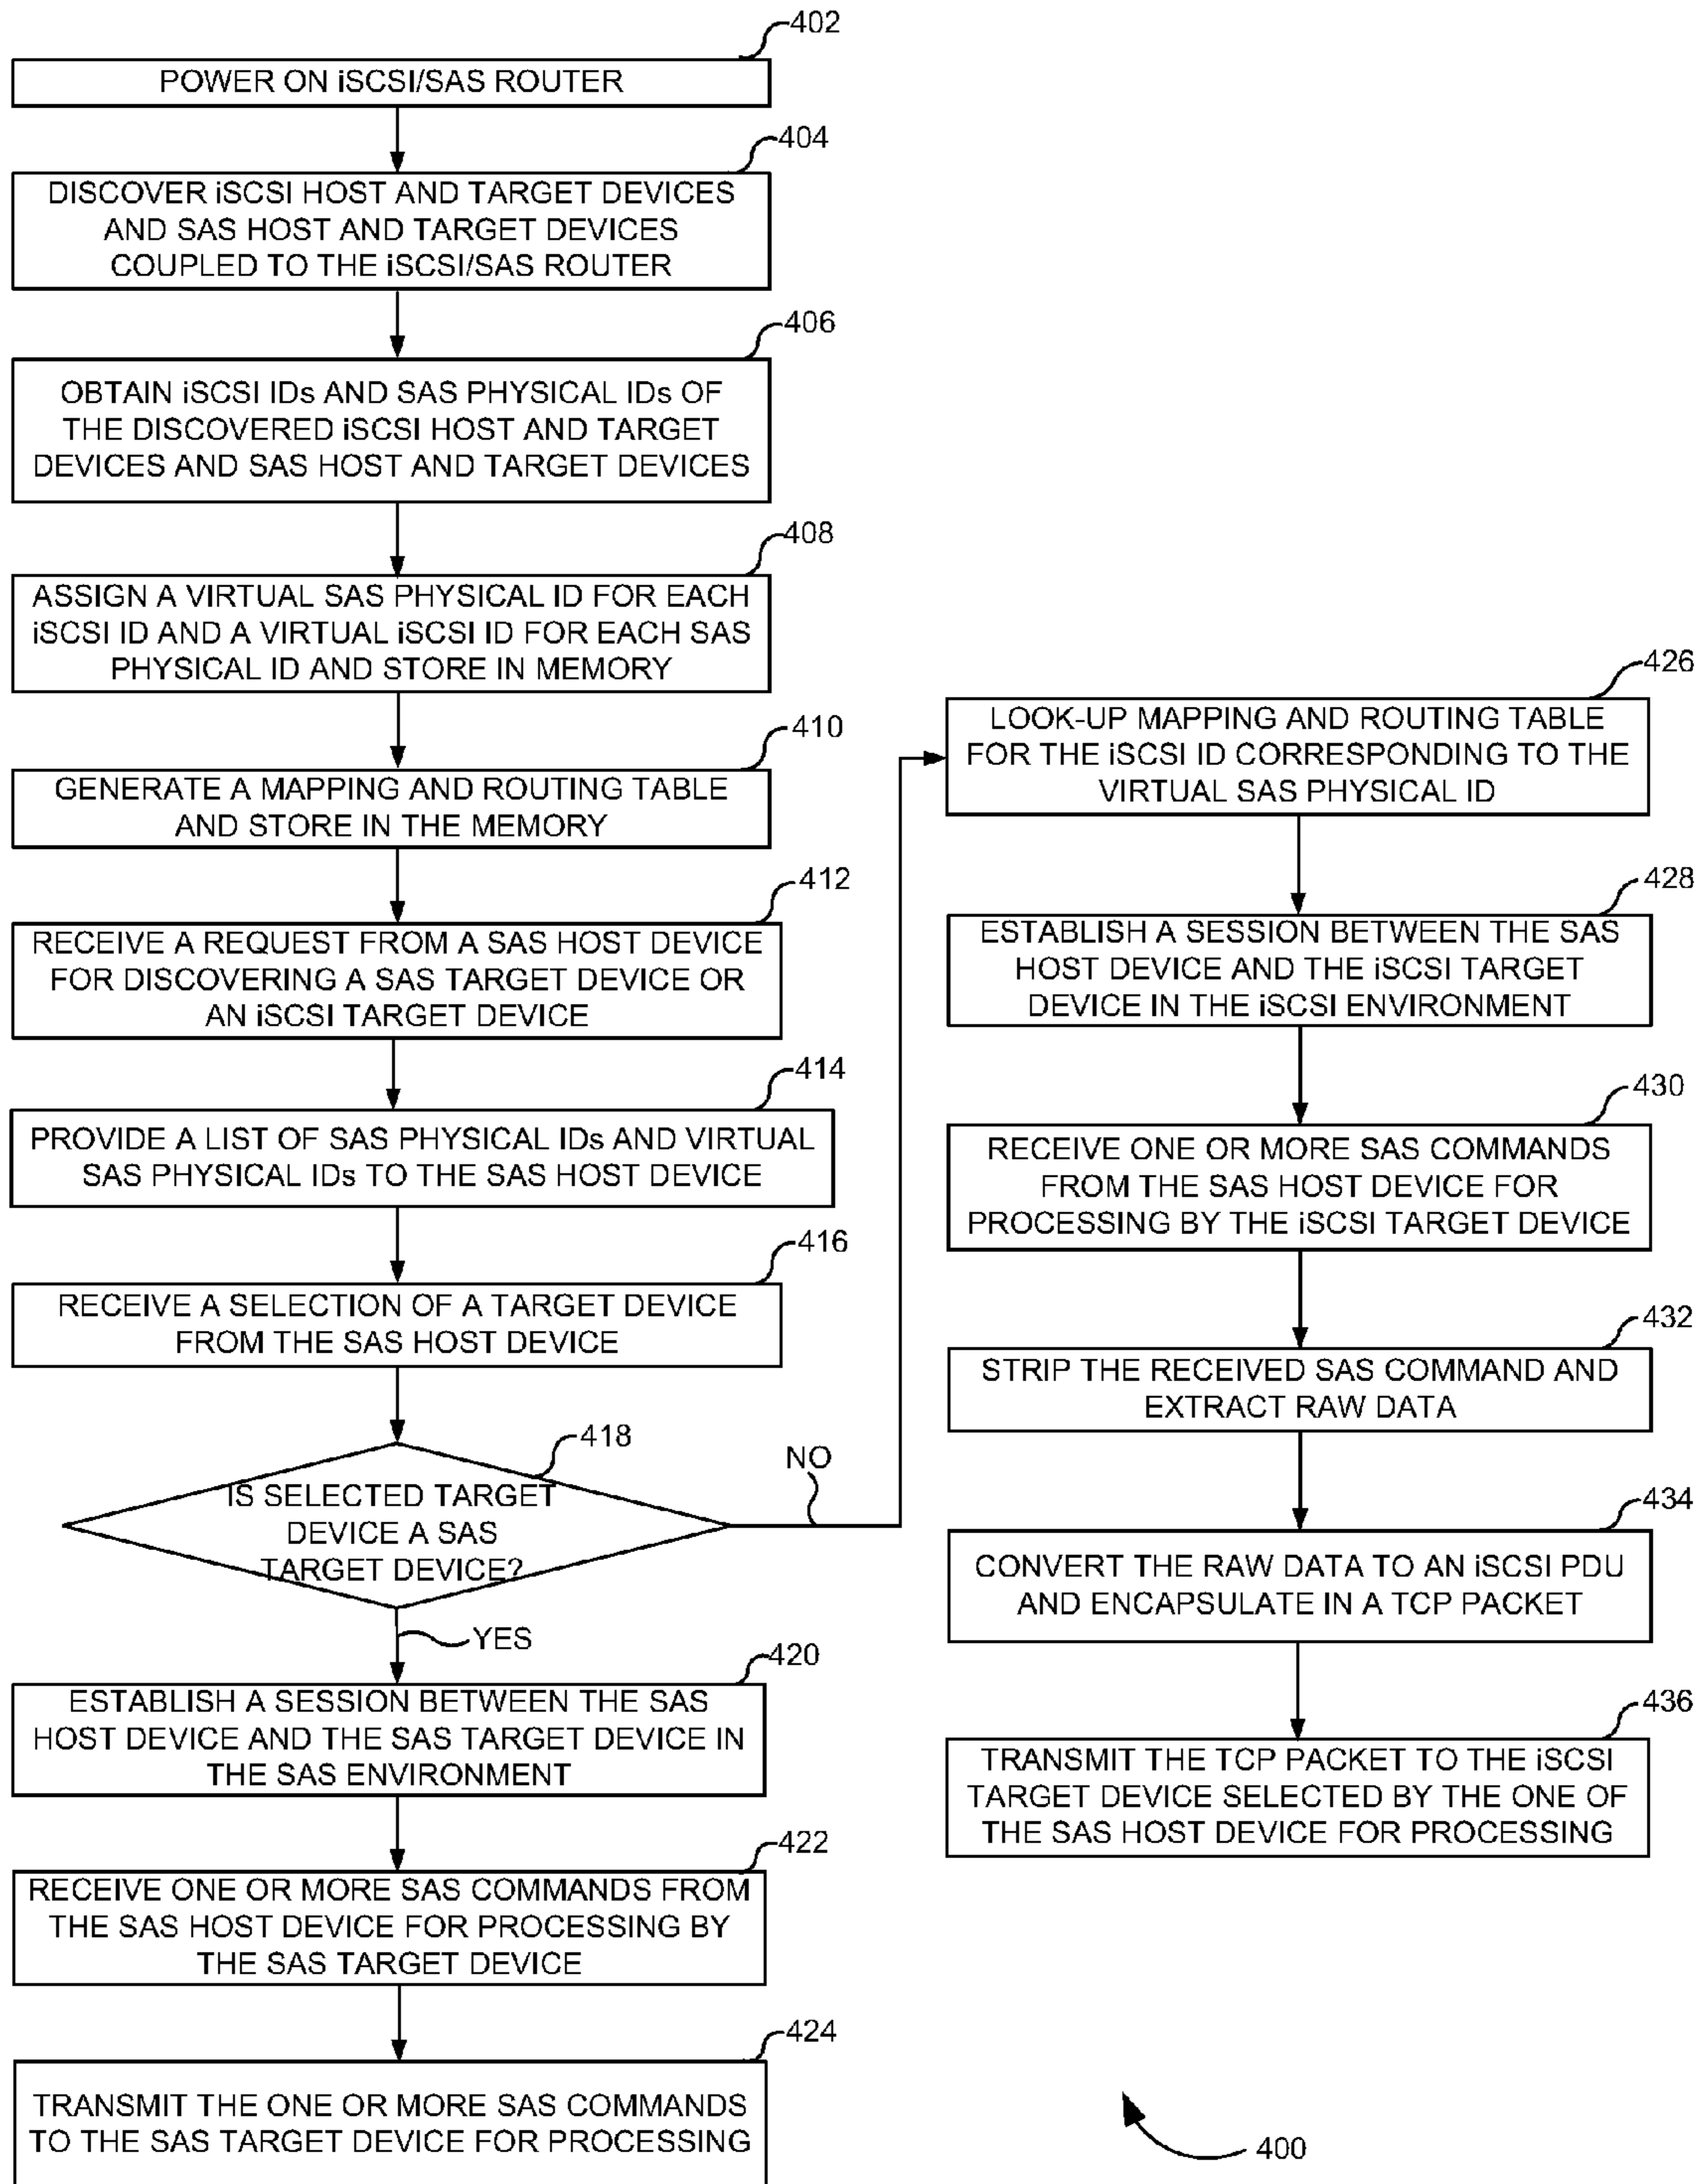 402
POWER ON iSCSI/SAS ROUTER
404
DISCOVER iSCSI HOST AND TARGET DEVICES
AND SAS HOST AND TARGET DEVICES
COUPLED TO THE iSCSI/SAS ROUTER
406
OBTAIN iSCSI IDs AND SAS PHYSICAL IDs OF
THE DISCOVERED iSCSI HOST AND TARGET
DEVICES AND SAS HOST AND TARGET DEVICES
408
ASSIGN A VIRTUAL SAS PHYSICAL ID FOR EACH
iSCSI ID AND A VIRTUAL iSCSI ID FOR EACH SAS
PHYSICAL ID AND STORE IN MEMORY
410
GENERATE A MAPPING AND ROUTING TABLE
AND STORE IN THE MEMORY
412
RECEIVE A REQUEST FROM A SAS HOST DEVICE
FOR DISCOVERING A SAS TARGET DEVICE OR
AN iSCSI TARGET DEVICE
414
PROVIDE A LIST OF SAS PHYSICAL IDs AND VIRTUAL
SAS PHYSICAL IDs TO THE SAS HOST DEVICE
416
RECEIVE A SELECTION OF A TARGET DEVICE
FROM THE SAS HOST DEVICE
418
IS SELECTED TARGET
DEVICE A SAS
TARGET DEVICE?
NO
YES
420
ESTABLISH A SESSION BETWEEN THE SAS
HOST DEVICE AND THE SAS TARGET DEVICE IN
THE SAS ENVIRONMENT
422
RECEIVE ONE OR MORE SAS COMMANDS FROM
THE SAS HOST DEVICE FOR PROCESSING BY
THE SAS TARGET DEVICE
424
TRANSMIT THE ONE OR MORE SAS COMMANDS
TO THE SAS TARGET DEVICE FOR PROCESSING
426
LOOK-UP MAPPING AND ROUTING TABLE
FOR THE iSCSI ID CORRESPONDING TO THE
VIRTUAL SAS PHYSICAL ID
428
ESTABLISH A SESSION BETWEEN THE SAS
HOST DEVICE AND THE iSCSI TARGET
DEVICE IN THE iSCSI ENVIRONMENT
430
RECEIVE ONE OR MORE SAS COMMANDS
FROM THE SAS HOST DEVICE FOR
PROCESSING BY THE iSCSI TARGET DEVICE
432
STRIP THE RECEIVED SAS COMMAND AND
EXTRACT RAW DATA
434
CONVERT THE RAW DATA TO AN iSCSI PDU
AND ENCAPSULATE IN A TCP PACKET
436
TRANSMIT THE TCP PACKET TO THE iSCSI
TARGET DEVICE SELECTED BY THE ONE OF
THE SAS HOST DEVICE FOR PROCESSING
400